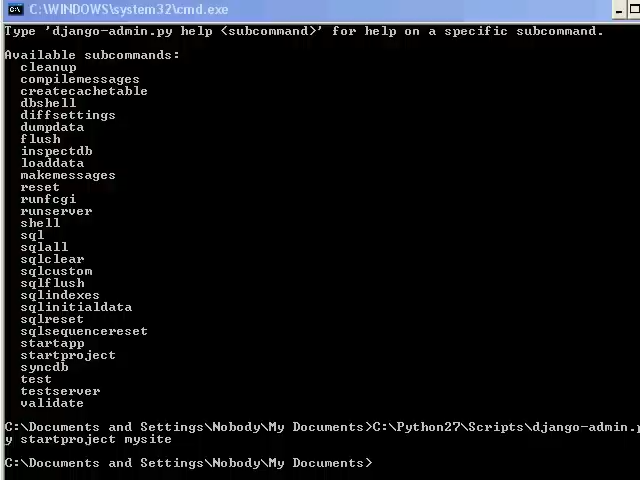 C:\WINDOWS\system32\cmd.exe
Type 'django-admin.py help <subcommand>' for help on a specific subcommand.
Available subcommands:
cleanup
compilemessages
createcachetable
dbshell
diffsettings
dumpdata
flush
inspectdb
loaddata
makemessages
reset
runfcgi
runserver
shell
sql
sqlall
sqlclear
sqlcustom
sqlflush
sqlindexes
sqlinitialdata
sqlreset
sqlsequencereset
startapp
startproject
syncdb
test
testserver
validate
C:\Documents and Settings\Nobody\My Documents>C:\Python27\Scripts\django-admin.p
y startproject mysite
C:\Documents and Settings\Nobody\My Documents>